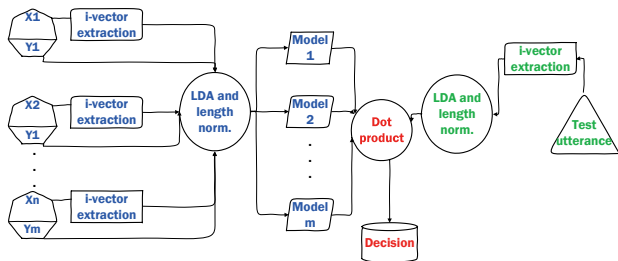 X1
Y1
i-vector
extraction
X2
Y1
i-vector
extraction
Xn
Ym
i-vector
extraction
LDA and
length
norm.
Model
1
Model
2
Model
m
Dot
product
Decision
LDA and
length
norm.
i-vector
extraction
Test
utterance